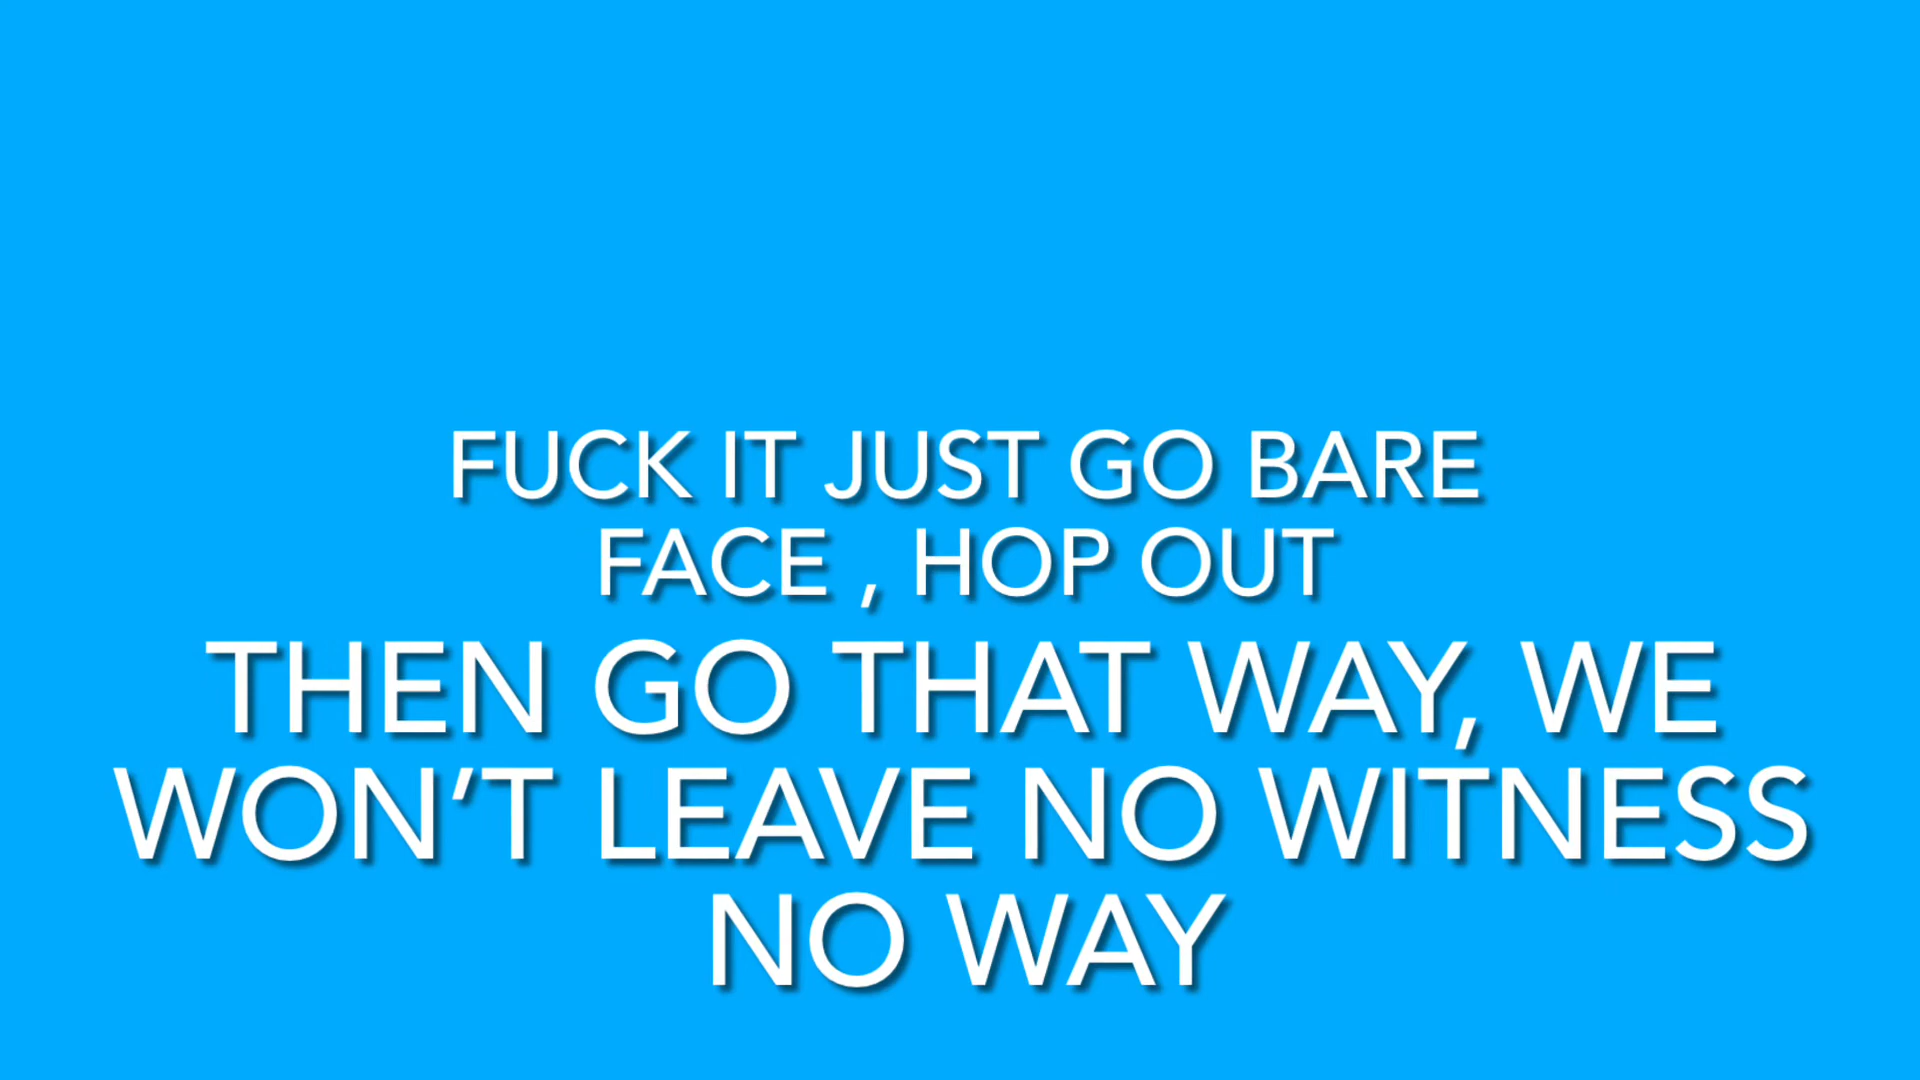 FUCK IT JUST GO BARE
FACE , HOP OUT
THEN GO THAT WAY, WE
WON’T LEAVE NO WITNESS
NO WAY